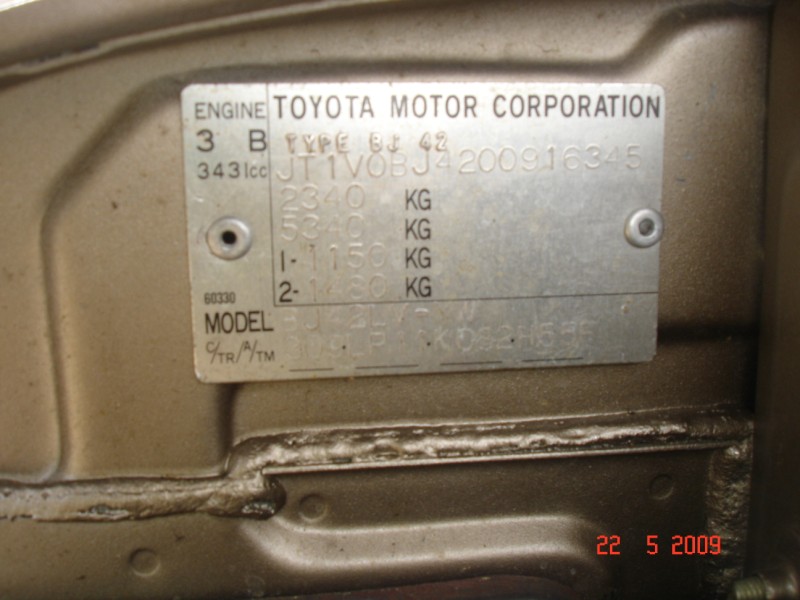 ENGINE TOYOTA MOTOR CORPORATION
3 B TYPE BJ 42
3431cc JT1V0BJ4200916345
2340 KG
5340 KG
1-1150 KG
2-1480 KG
60330
MODEL
C/TR/A/TM
22 5 2009